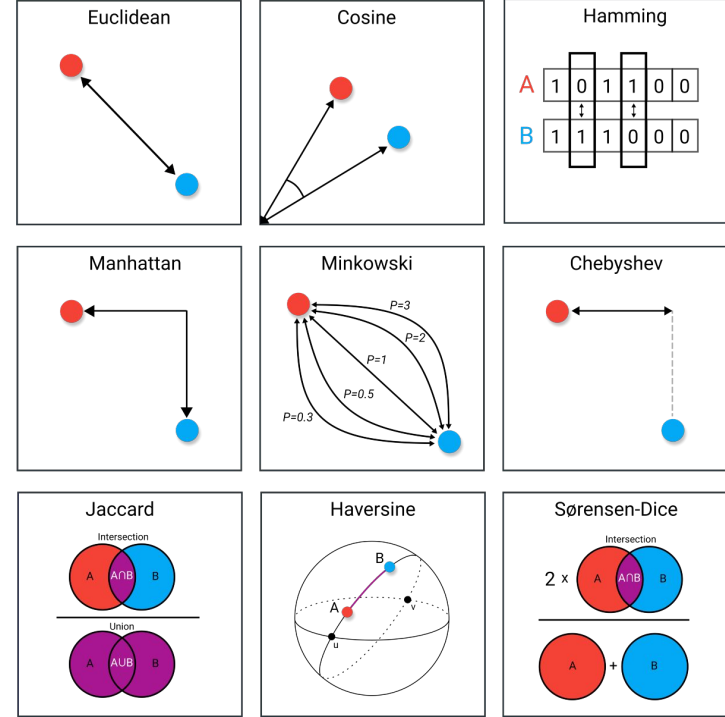 Euclidean
Cosine
Hamming
A 1 0 1 1 0 0
B 1 1 1 0 0 0
Manhattan
Minkowski
P=3
P=2
P=1
P=0.5
P=0.3
Chebyshev
Jaccard
Intersection
A A∩B B
Union
A A∪B B
Haversine
B
A
v
u
Sørensen-Dice
Intersection
2 x A A∩B B
A + B